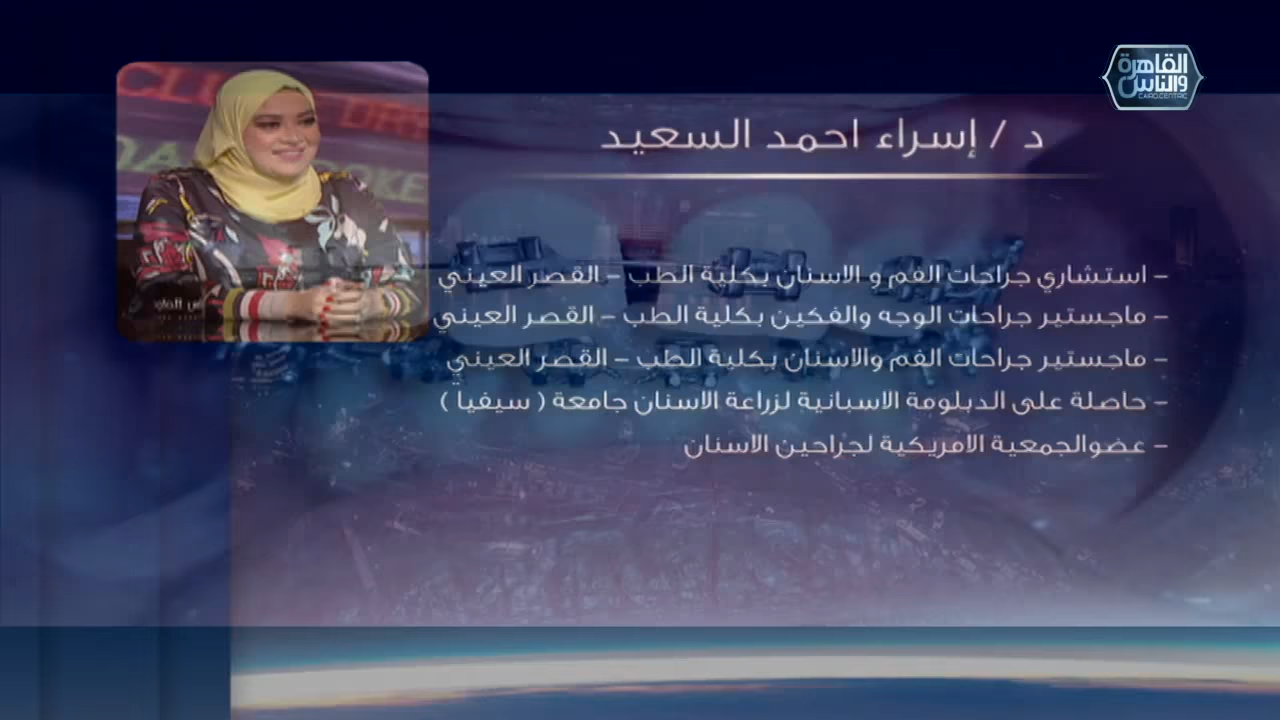 القاهرة
والناس
CAIRO CENTRIC
د / إسراء احمد السعيد
- استشاري جراحات الفم و الاسنان بكلية الطب - القصر العيني
- ماجستير جراحات الوجه والفكين بكلية الطب - القصر العيني
- ماجستير جراحات الفم والاسنان بكلية الطب - القصر العيني
- حاصلة على الدبلومة الاسبانية لزراعة الاسنان جامعة ( سيفيا )
- عضوالجمعية الامريكية لجراحين الاسنان